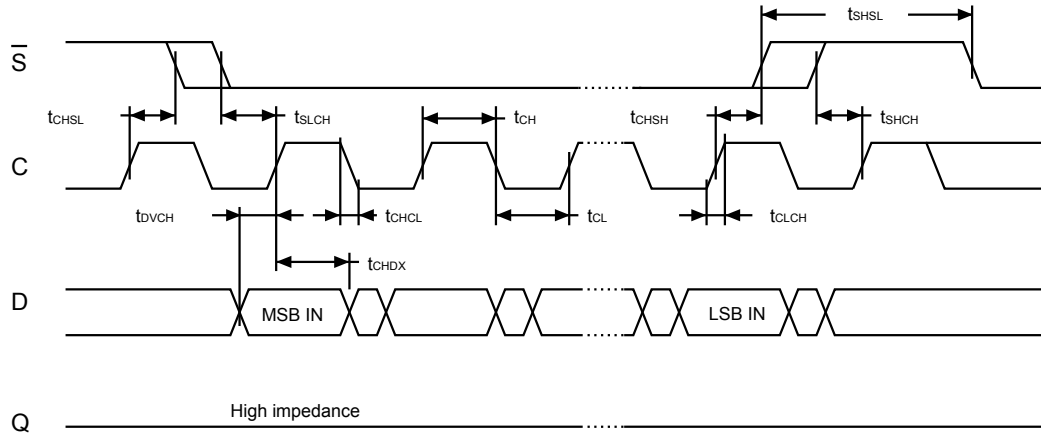 tSHSL
S̅
tCHSL
tSLCH
tCH
tCHSH
tSHCH
C
tDVCH
tCHCL
tCL
tCLCH
tCHDX
D
MSB IN
LSB IN
High impedance
Q